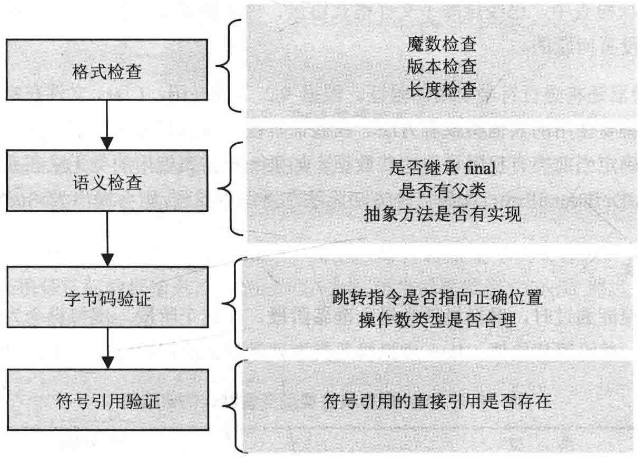 格式检查
魔数检查
版本检查
长度检查
语义检查
是否继承 final
是否有父类
抽象方法是否有实现
字节码验证
跳转指令是否指向正确位置
操作数类型是否合理
符号引用验证
符号引用的直接引用是否存在